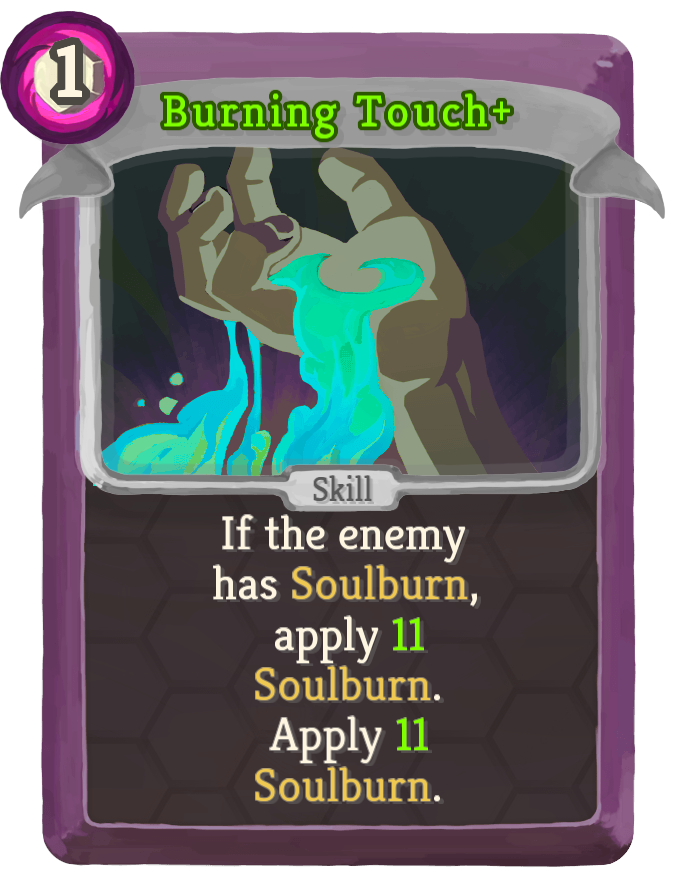 1
Burning Touch+
Skill
If the enemy
has Soulburn,
apply 11
Soulburn.
Apply 11
Soulburn.